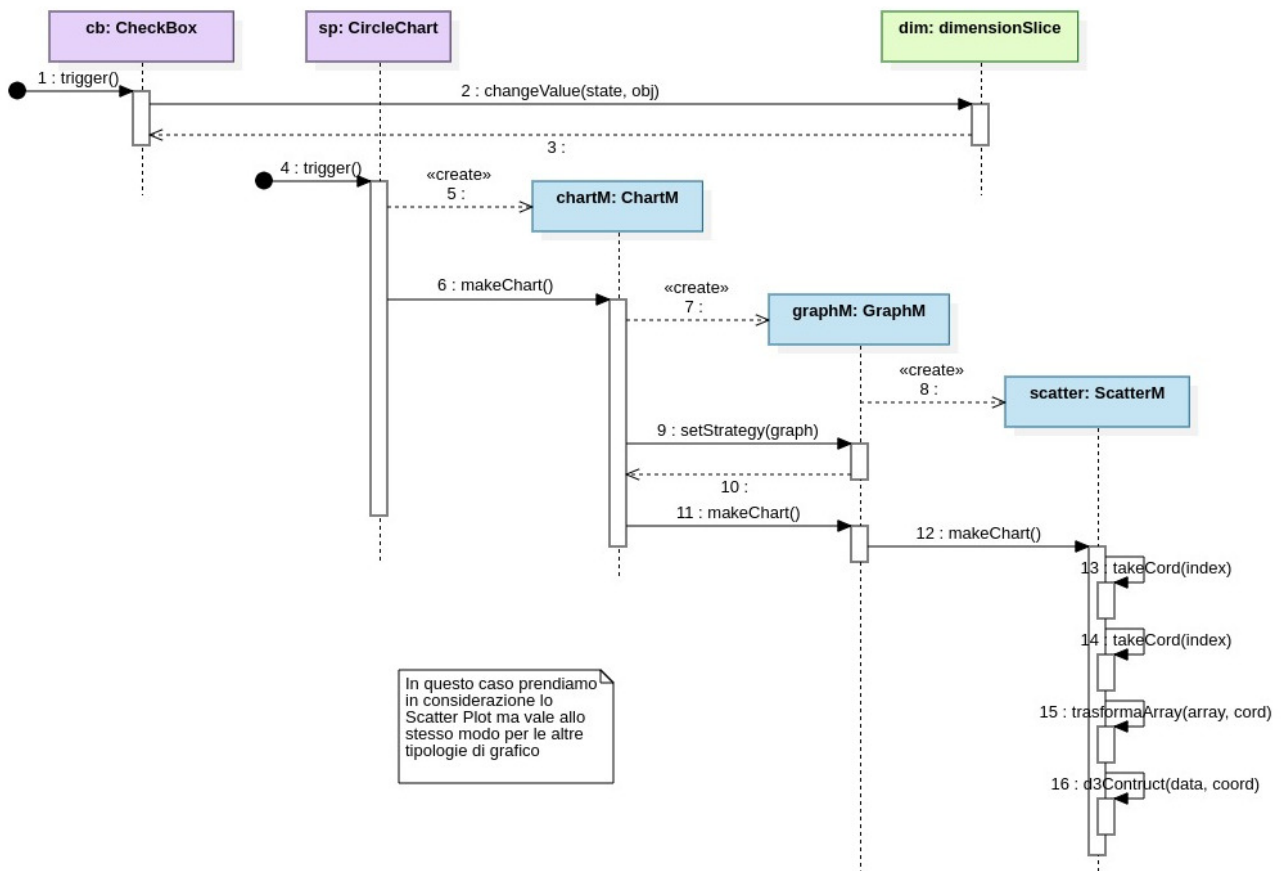 cb: CheckBox
sp: CircleChart
dim: dimensionSlice
1 : trigger()
2 : changeValue(state, obj)
3 :
4 : trigger()
«create»
5 :
chartM: ChartM
6 : makeChart()
«create»
7 :
graphM: GraphM
«create»
8 :
scatter: ScatterM
9 : setStrategy(graph)
10 :
11 : makeChart()
12 : makeChart()
13 : takeCord(index)
14 : takeCord(index)
15 : trasformaArray(array, cord)
16 : d3Contruct(data, coord)
In questo caso prendiamo
in considerazione lo
Scatter Plot ma vale allo
stesso modo per le altre
tipologie di grafico